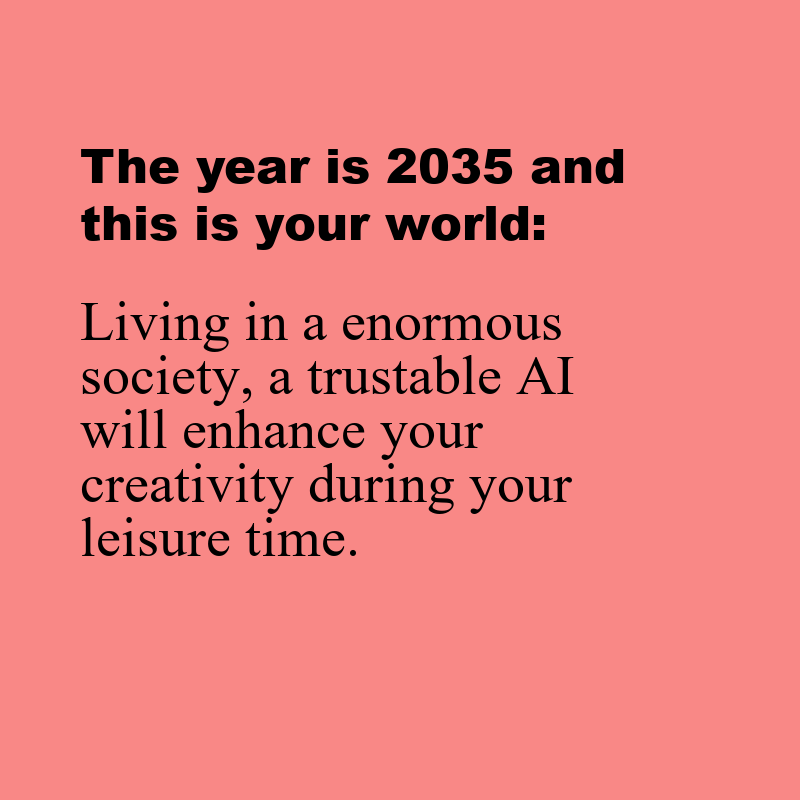 The year is 2035 and
this is your world:
Living in a enormous
society, a trustable AI
will enhance your
creativity during your
leisure time.